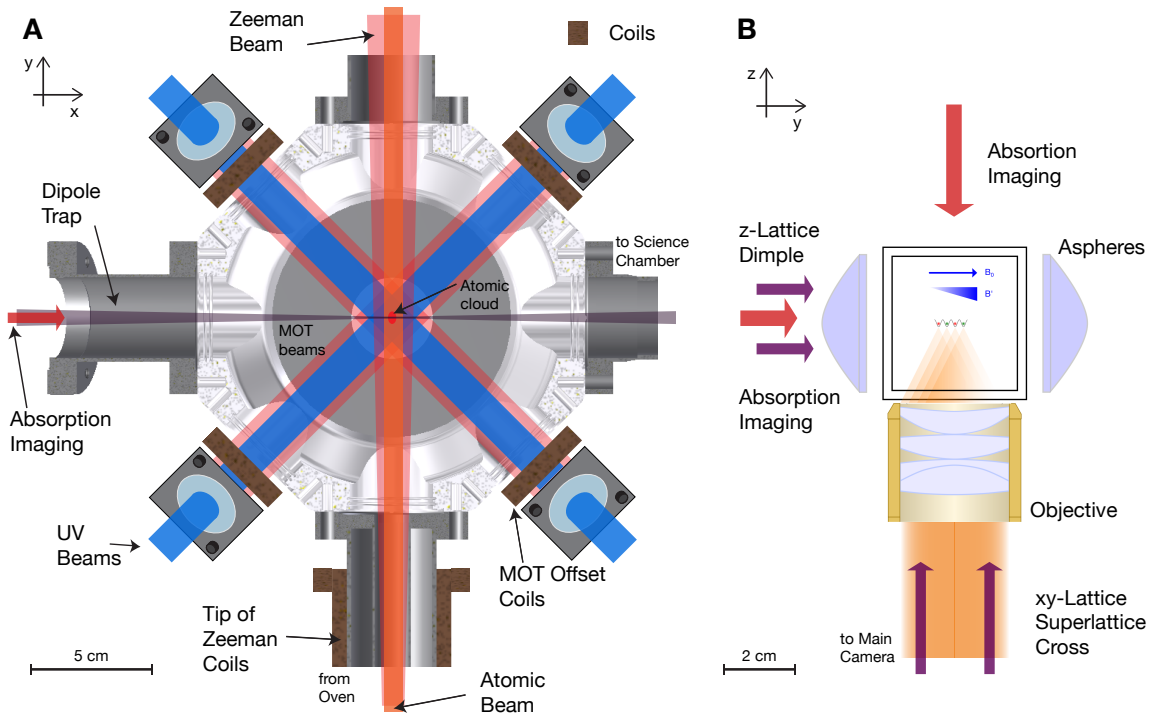 A
Zeeman
Beam
Coils
y
x
Dipole
Trap
to Science
Chamber
Atomic
cloud
MOT
beams
Absorption
Imaging
UV
Beams
MOT Offset
Coils
Tip of
Zeeman
Coils
from
Oven
Atomic
Beam
5 cm
B
z
y
Absortion
Imaging
z-Lattice
Dimple
Aspheres
B₀
B'
Absorption
Imaging
Objective
xy-Lattice
Superlattice
Cross
to Main
Camera
2 cm